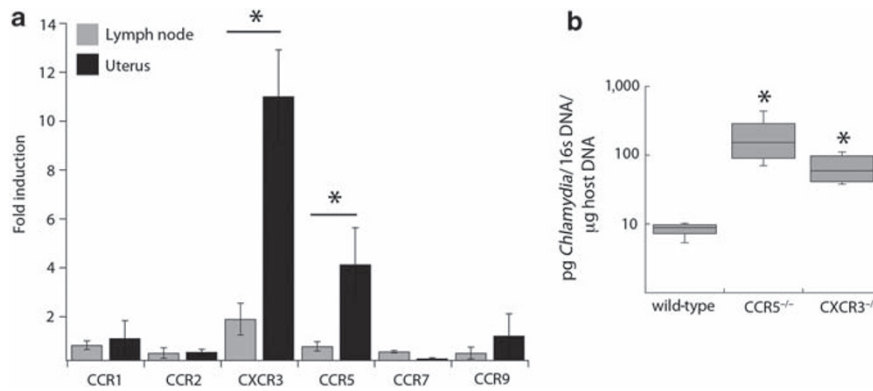 a
Lymph node
Uterus
Fold induction
14
12
10
8
6
4
2
*
*
CCR1 CCR2 CXCR3 CCR5 CCR7 CCR9
b
pg Chlamydia/ 16s DNA/
µg host DNA
1,000
100
10
*
*
wild-type CCR5⁻/⁻ CXCR3⁻/